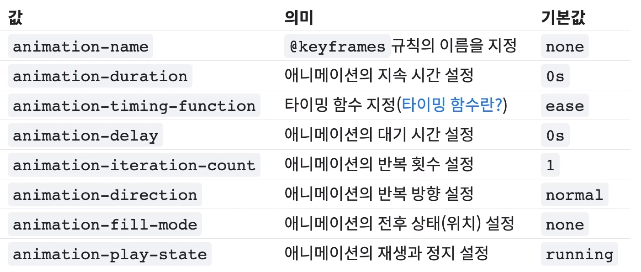 값 의미 기본값
animation-name @keyframes 규칙의 이름을 지정 none
animation-duration 애니메이션의 지속 시간 설정 0s
animation-timing-function 타이밍 함수 지정(타이밍 함수란?) ease
animation-delay 애니메이션의 대기 시간 설정 0s
animation-iteration-count 애니메이션의 반복 횟수 설정 1
animation-direction 애니메이션의 반복 방향 설정 normal
animation-fill-mode 애니메이션의 전후 상태(위치) 설정 none
animation-play-state 애니메이션의 재생과 정지 설정 running